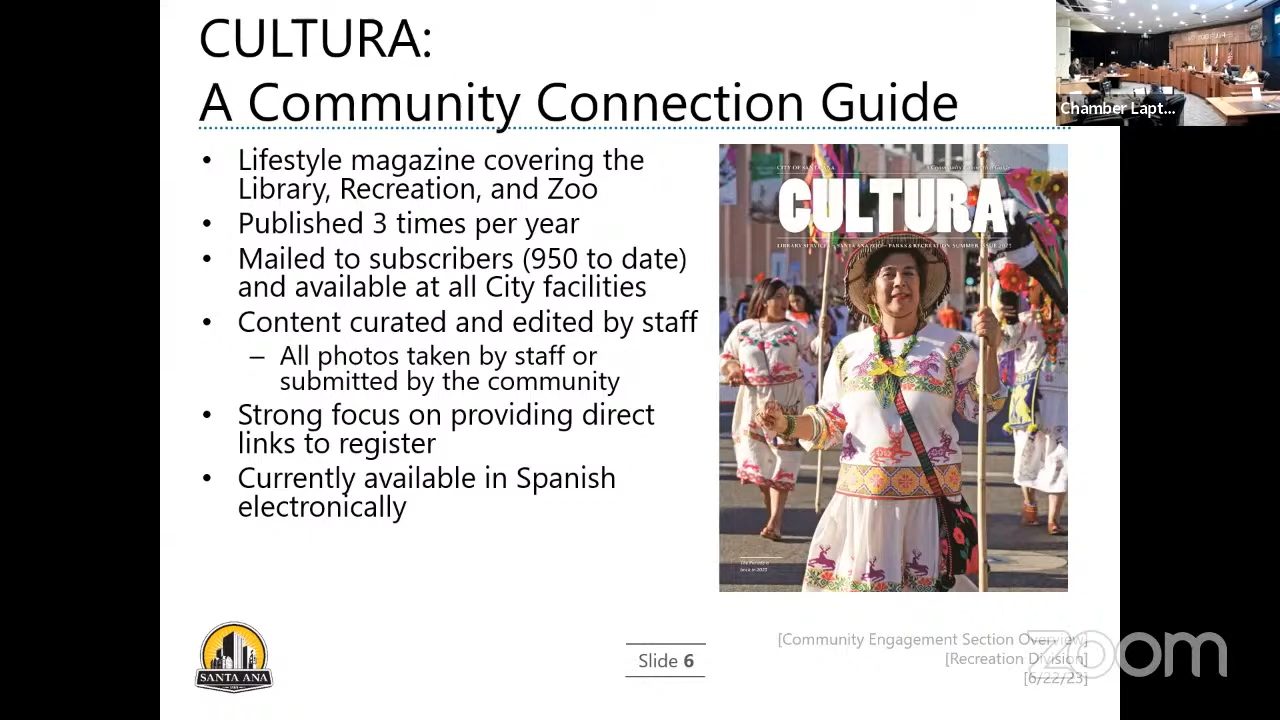 CULTURA:
A Community Connection Guide
Chamber Lapt...
• Lifestyle magazine covering the
Library, Recreation, and Zoo
• Published 3 times per year
• Mailed to subscribers (950 to date)
and available at all City facilities
• Content curated and edited by staff
– All photos taken by staff or
submitted by the community
• Strong focus on providing direct
links to register
• Currently available in Spanish
electronically
CITY OF SANTA ANA
A Community Connection Guide
CULTURA
LIBRARY SERVICES SANTA ANA ZOO PARKS & RECREATION SUMMER ISSUE 2023
SANTA ANA
Slide 6
[Community Engagement Section Overview]
[Recreation Division]
[6/22/23]
zoom